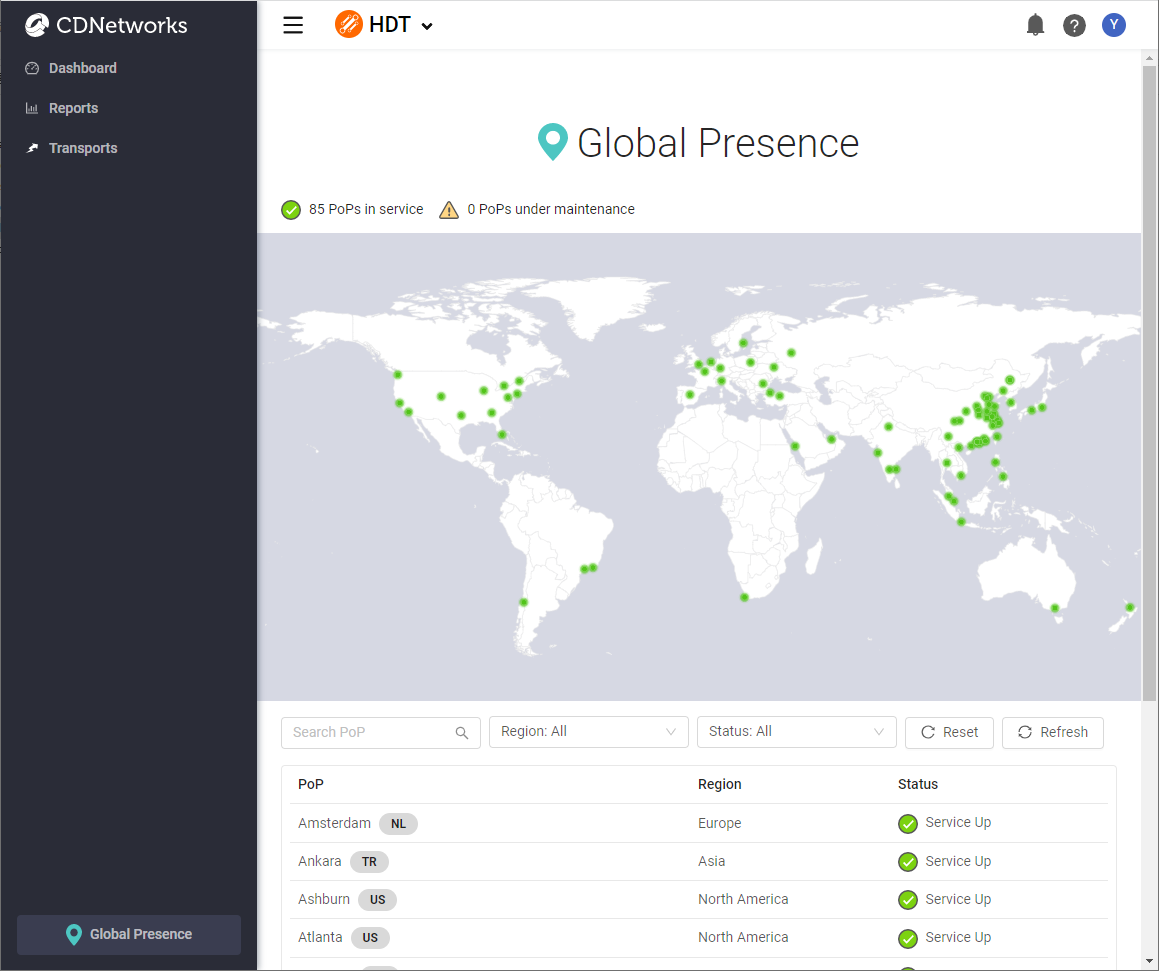 CDNetworks
HDT
?
Y
Dashboard
Reports
Transports
Global Presence
85 PoPs in service
0 PoPs under maintenance
Search PoP
Region: All
Status: All
Reset
Refresh
PoP Region Status
Amsterdam NL Europe Service Up
Ankara TR Asia Service Up
Ashburn US North America Service Up
Atlanta US North America Service Up
Global Presence